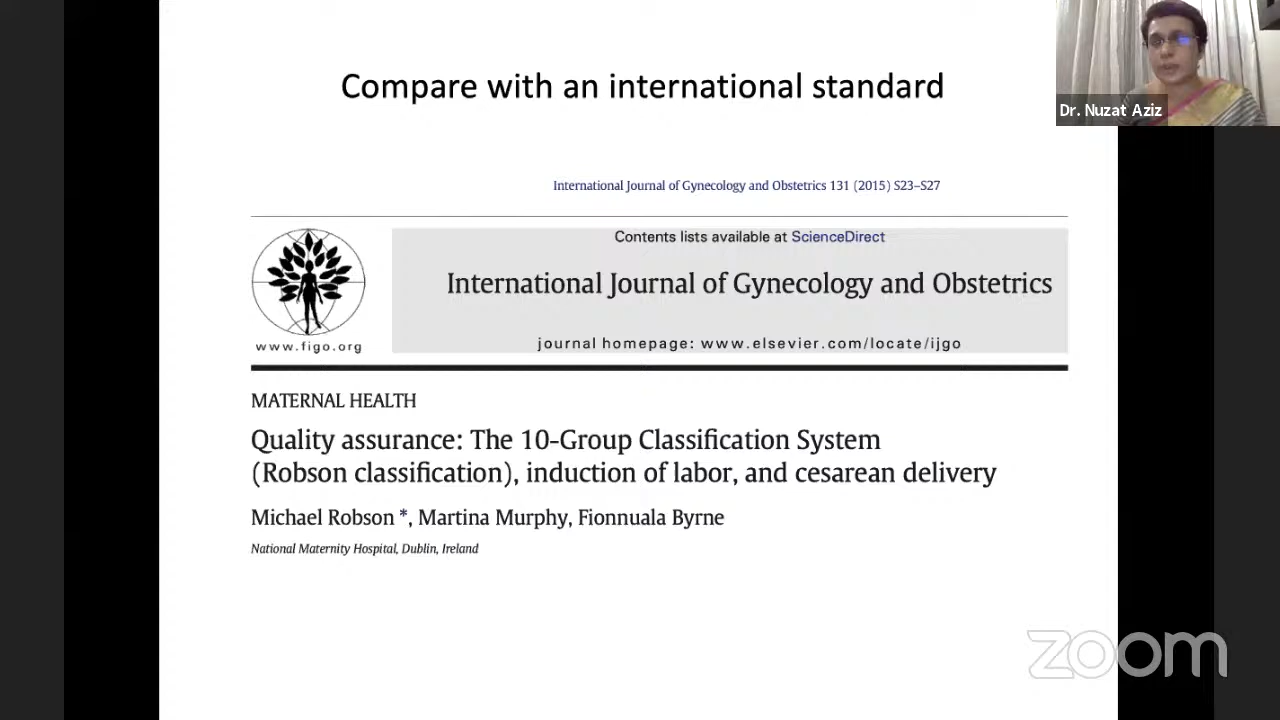 Compare with an international standard
Dr. Nuzat Aziz
International Journal of Gynecology and Obstetrics 131 (2015) S23–S27
Contents lists available at ScienceDirect
International Journal of Gynecology and Obstetrics
www.figo.org
journal homepage: www.elsevier.com/locate/ijgo
MATERNAL HEALTH
Quality assurance: The 10-Group Classification System
(Robson classification), induction of labor, and cesarean delivery
Michael Robson *, Martina Murphy, Fionnuala Byrne
National Maternity Hospital, Dublin, Ireland
zoom